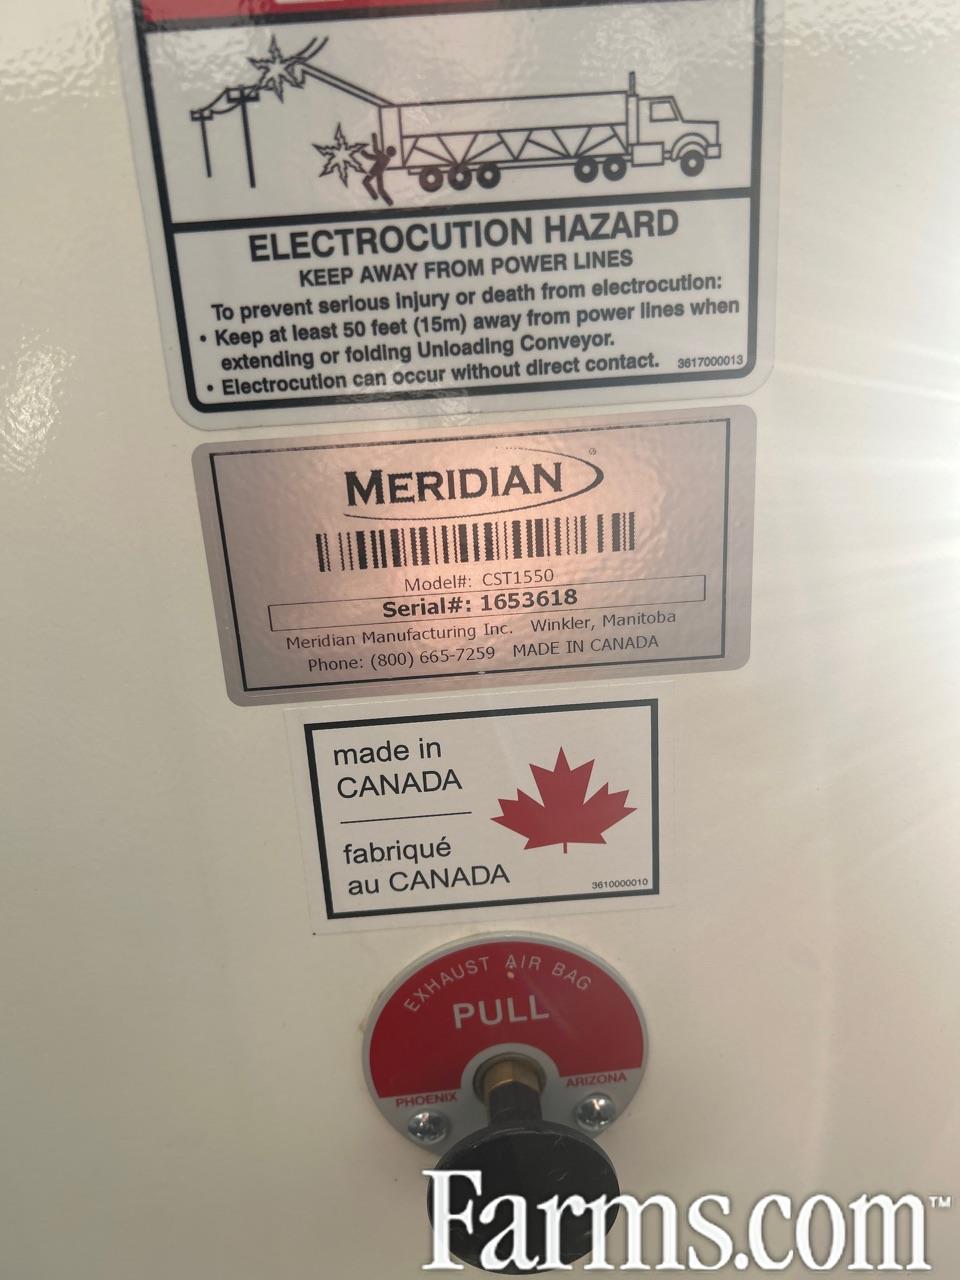 ELECTROCUTION HAZARD
KEEP AWAY FROM POWER LINES
To prevent serious injury or death from electrocution:
• Keep at least 50 feet (15m) away from power lines when
extending or folding Unloading Conveyor.
• Electrocution can occur without direct contact. 3617000013
MERIDIAN ®
Model#: CST1550
Serial#: 1653618
Meridian Manufacturing Inc. Winkler, Manitoba
Phone: (800) 665-7259 MADE IN CANADA
made in
CANADA
fabriqué
au CANADA
3610000010
EXHAUST AIR BAG
PULL
PHOENIX ARIZONA
Farms.com™